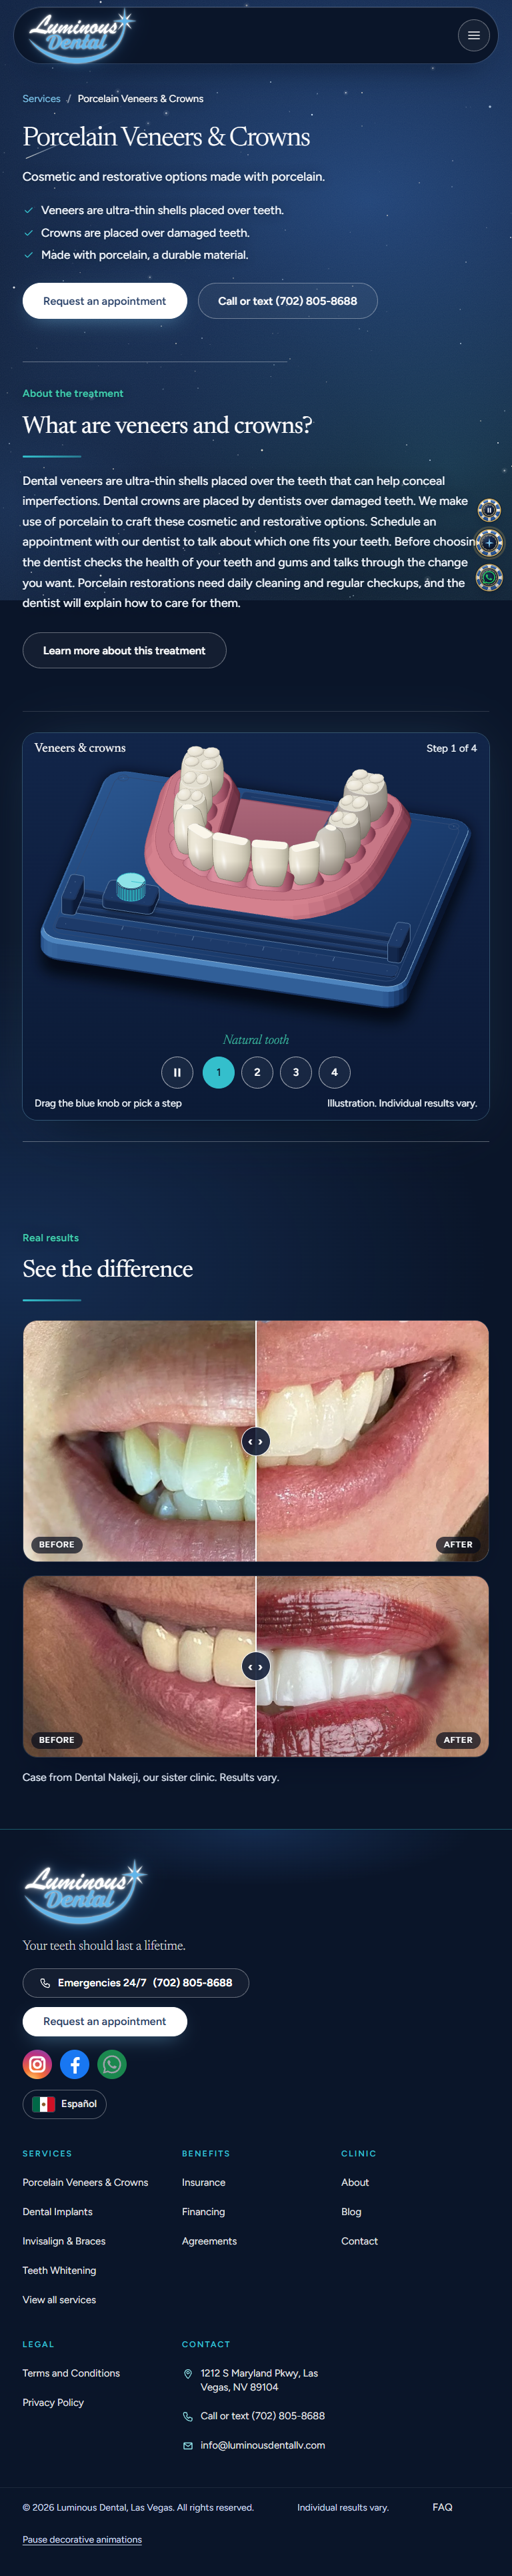 Luminous
Dental
Services / Porcelain Veneers & Crowns
Porcelain Veneers & Crowns
Cosmetic and restorative options made with porcelain.
Veneers are ultra-thin shells placed over teeth.
Crowns are placed over damaged teeth.
Made with porcelain, a durable material.
Request an appointment
Call or text (702) 805-8688
About the treatment
What are veneers and crowns?
Dental veneers are ultra-thin shells placed over the teeth that can help conceal
imperfections. Dental crowns are placed by dentists over damaged teeth. We make
use of porcelain to craft these cosmetic and restorative options. Schedule an
appointment with our dentist to talk about which one fits your teeth. Before choosin
the dentist checks the health of your teeth and gums and talks through the change
you want. Porcelain restorations need daily cleaning and regular checkups, and the
dentist will explain how to care for them.
Learn more about this treatment
Veneers & crowns
Step 1 of 4
Natural tooth
1 2 3 4
Drag the blue knob or pick a step
Illustration. Individual results vary.
Real results
See the difference
BEFORE
AFTER
BEFORE
AFTER
Case from Dental Nakeji, our sister clinic. Results vary.
Luminous
Dental
Your teeth should last a lifetime.
Emergencies 24/7 (702) 805-8688
Request an appointment
Español
SERVICES
Porcelain Veneers & Crowns
Dental Implants
Invisalign & Braces
Teeth Whitening
View all services
BENEFITS
Insurance
Financing
Agreements
CLINIC
About
Blog
Contact
LEGAL
Terms and Conditions
Privacy Policy
CONTACT
1212 S Maryland Pkwy, Las
Vegas, NV 89104
Call or text (702) 805-8688
info@luminousdentallv.com
© 2026 Luminous Dental, Las Vegas. All rights reserved.
Individual results vary.
FAQ
Pause decorative animations